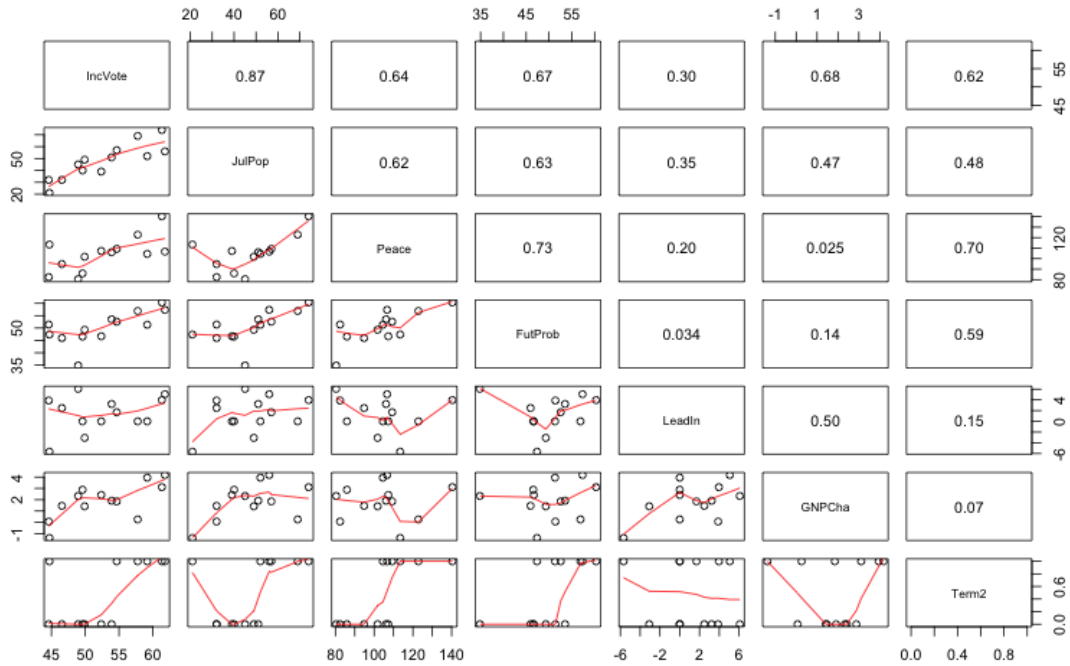 20 40 60
35 45 55
-1 1 3
IncVote 0.87 0.64 0.67 0.30 0.68 0.62
45 55
20 50
JulPop 0.62 0.63 0.35 0.47 0.48
Peace 0.73 0.20 0.025 0.70
80 120
35 50
FutProb 0.034 0.14 0.59
LeadIn 0.50 0.15
-6 0 4
-1 2 4
GNPCha 0.07
Term2
0.0 0.6
45 50 55 60
80 100 120 140
-6 -2 2 6
0.0 0.4 0.8